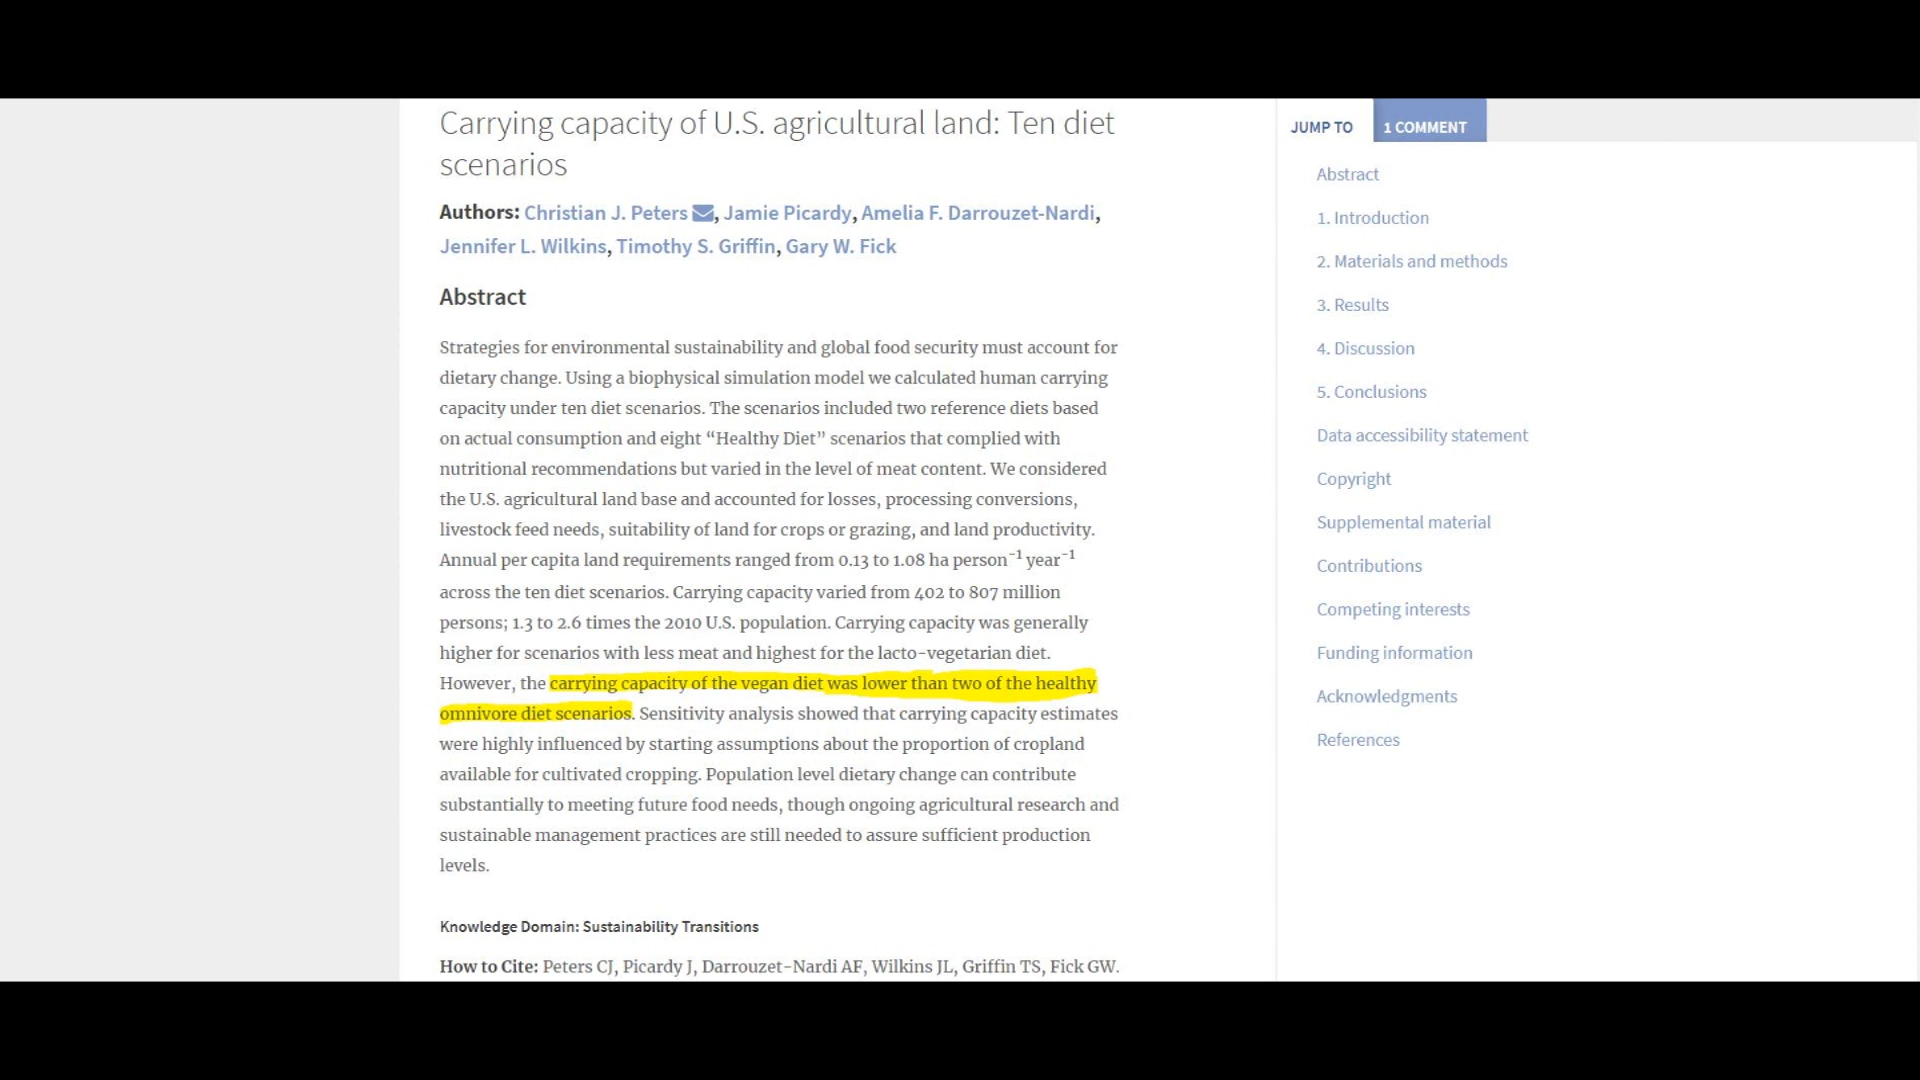 Carrying capacity of U.S. agricultural land: Ten diet
scenarios
Authors: Christian J. Peters, Jamie Picardy, Amelia F. Darrouzet-Nardi,
Jennifer L. Wilkins, Timothy S. Griffin, Gary W. Fick
Abstract
Strategies for environmental sustainability and global food security must account for
dietary change. Using a biophysical simulation model we calculated human carrying
capacity under ten diet scenarios. The scenarios included two reference diets based
on actual consumption and eight “Healthy Diet” scenarios that complied with
nutritional recommendations but varied in the level of meat content. We considered
the U.S. agricultural land base and accounted for losses, processing conversions,
livestock feed needs, suitability of land for crops or grazing, and land productivity.
Annual per capita land requirements ranged from 0.13 to 1.08 ha person⁻¹ year⁻¹
across the ten diet scenarios. Carrying capacity varied from 402 to 807 million
persons; 1.3 to 2.6 times the 2010 U.S. population. Carrying capacity was generally
higher for scenarios with less meat and highest for the lacto-vegetarian diet.
However, the carrying capacity of the vegan diet was lower than two of the healthy
omnivore diet scenarios. Sensitivity analysis showed that carrying capacity estimates
were highly influenced by starting assumptions about the proportion of cropland
available for cultivated cropping. Population level dietary change can contribute
substantially to meeting future food needs, though ongoing agricultural research and
sustainable management practices are still needed to assure sufficient production
levels.
Knowledge Domain: Sustainability Transitions
How to Cite: Peters CJ, Picardy J, Darrouzet-Nardi AF, Wilkins JL, Griffin TS, Fick GW.
JUMP TO
1 COMMENT
Abstract
1. Introduction
2. Materials and methods
3. Results
4. Discussion
5. Conclusions
Data accessibility statement
Copyright
Supplemental material
Contributions
Competing interests
Funding information
Acknowledgments
References